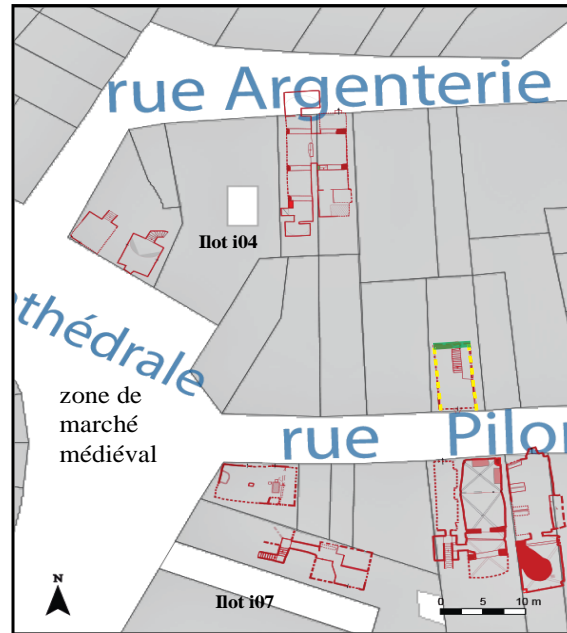 rue Argenterie
Ilot i04
thédrale
zone de
marché
médiéval
rue Pilor
Ilot i07
N
0 5 10 m